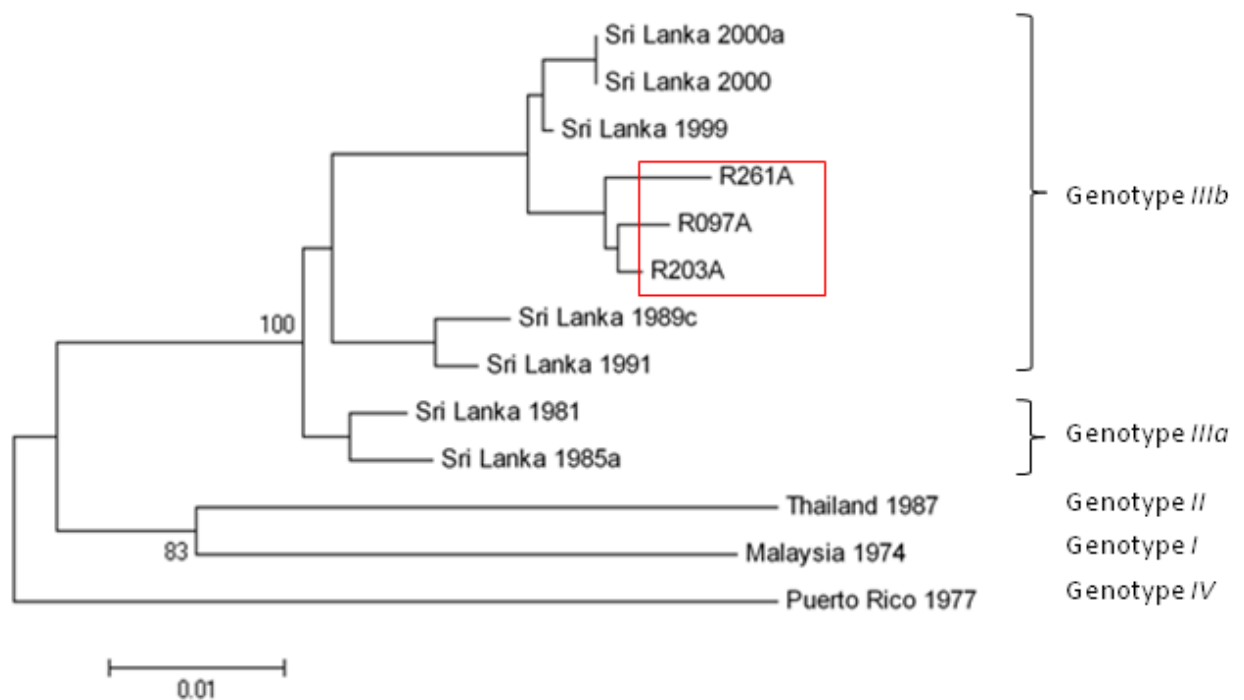 Sri Lanka 2000a
Sri Lanka 2000
Sri Lanka 1999
R261A
R097A
R203A
Genotype IIIb
100
Sri Lanka 1989c
Sri Lanka 1991
Sri Lanka 1981
Sri Lanka 1985a
Genotype IIIa
Thailand 1987
Genotype II
83
Malaysia 1974
Genotype I
Puerto Rico 1977
Genotype IV
0.01